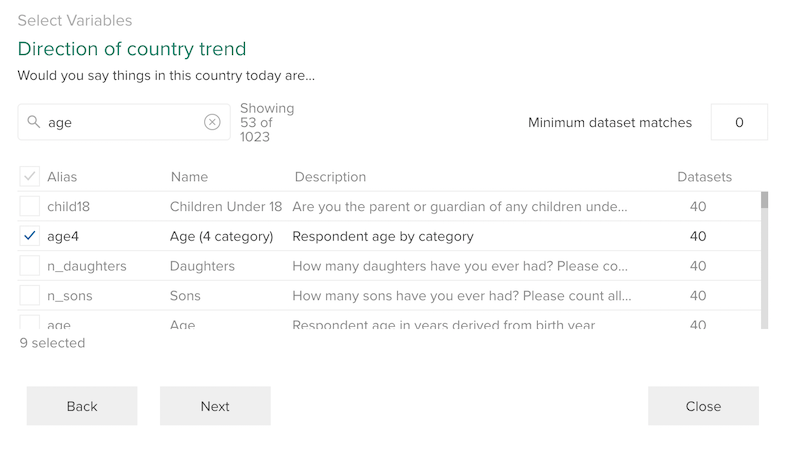 Select Variables
Direction of country trend
Would you say things in this country today are...
age
Showing
53 of
1023
Minimum dataset matches 0
Alias Name Description Datasets
child18 Children Under 18 Are you the parent or guardian of any children unde... 40
age4 Age (4 category) Respondent age by category 40
n_daughters Daughters How many daughters have you ever had? Please co... 40
n_sons Sons How many sons have you ever had? Please count all... 40
age Age Respondent age in years derived from birth year 40
9 selected
Back Next Close